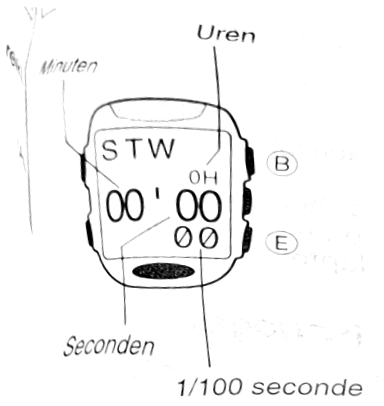 Uren
Minuten
STW
0H
00 ' 00
00
B
E
Seconden
1/100 seconde